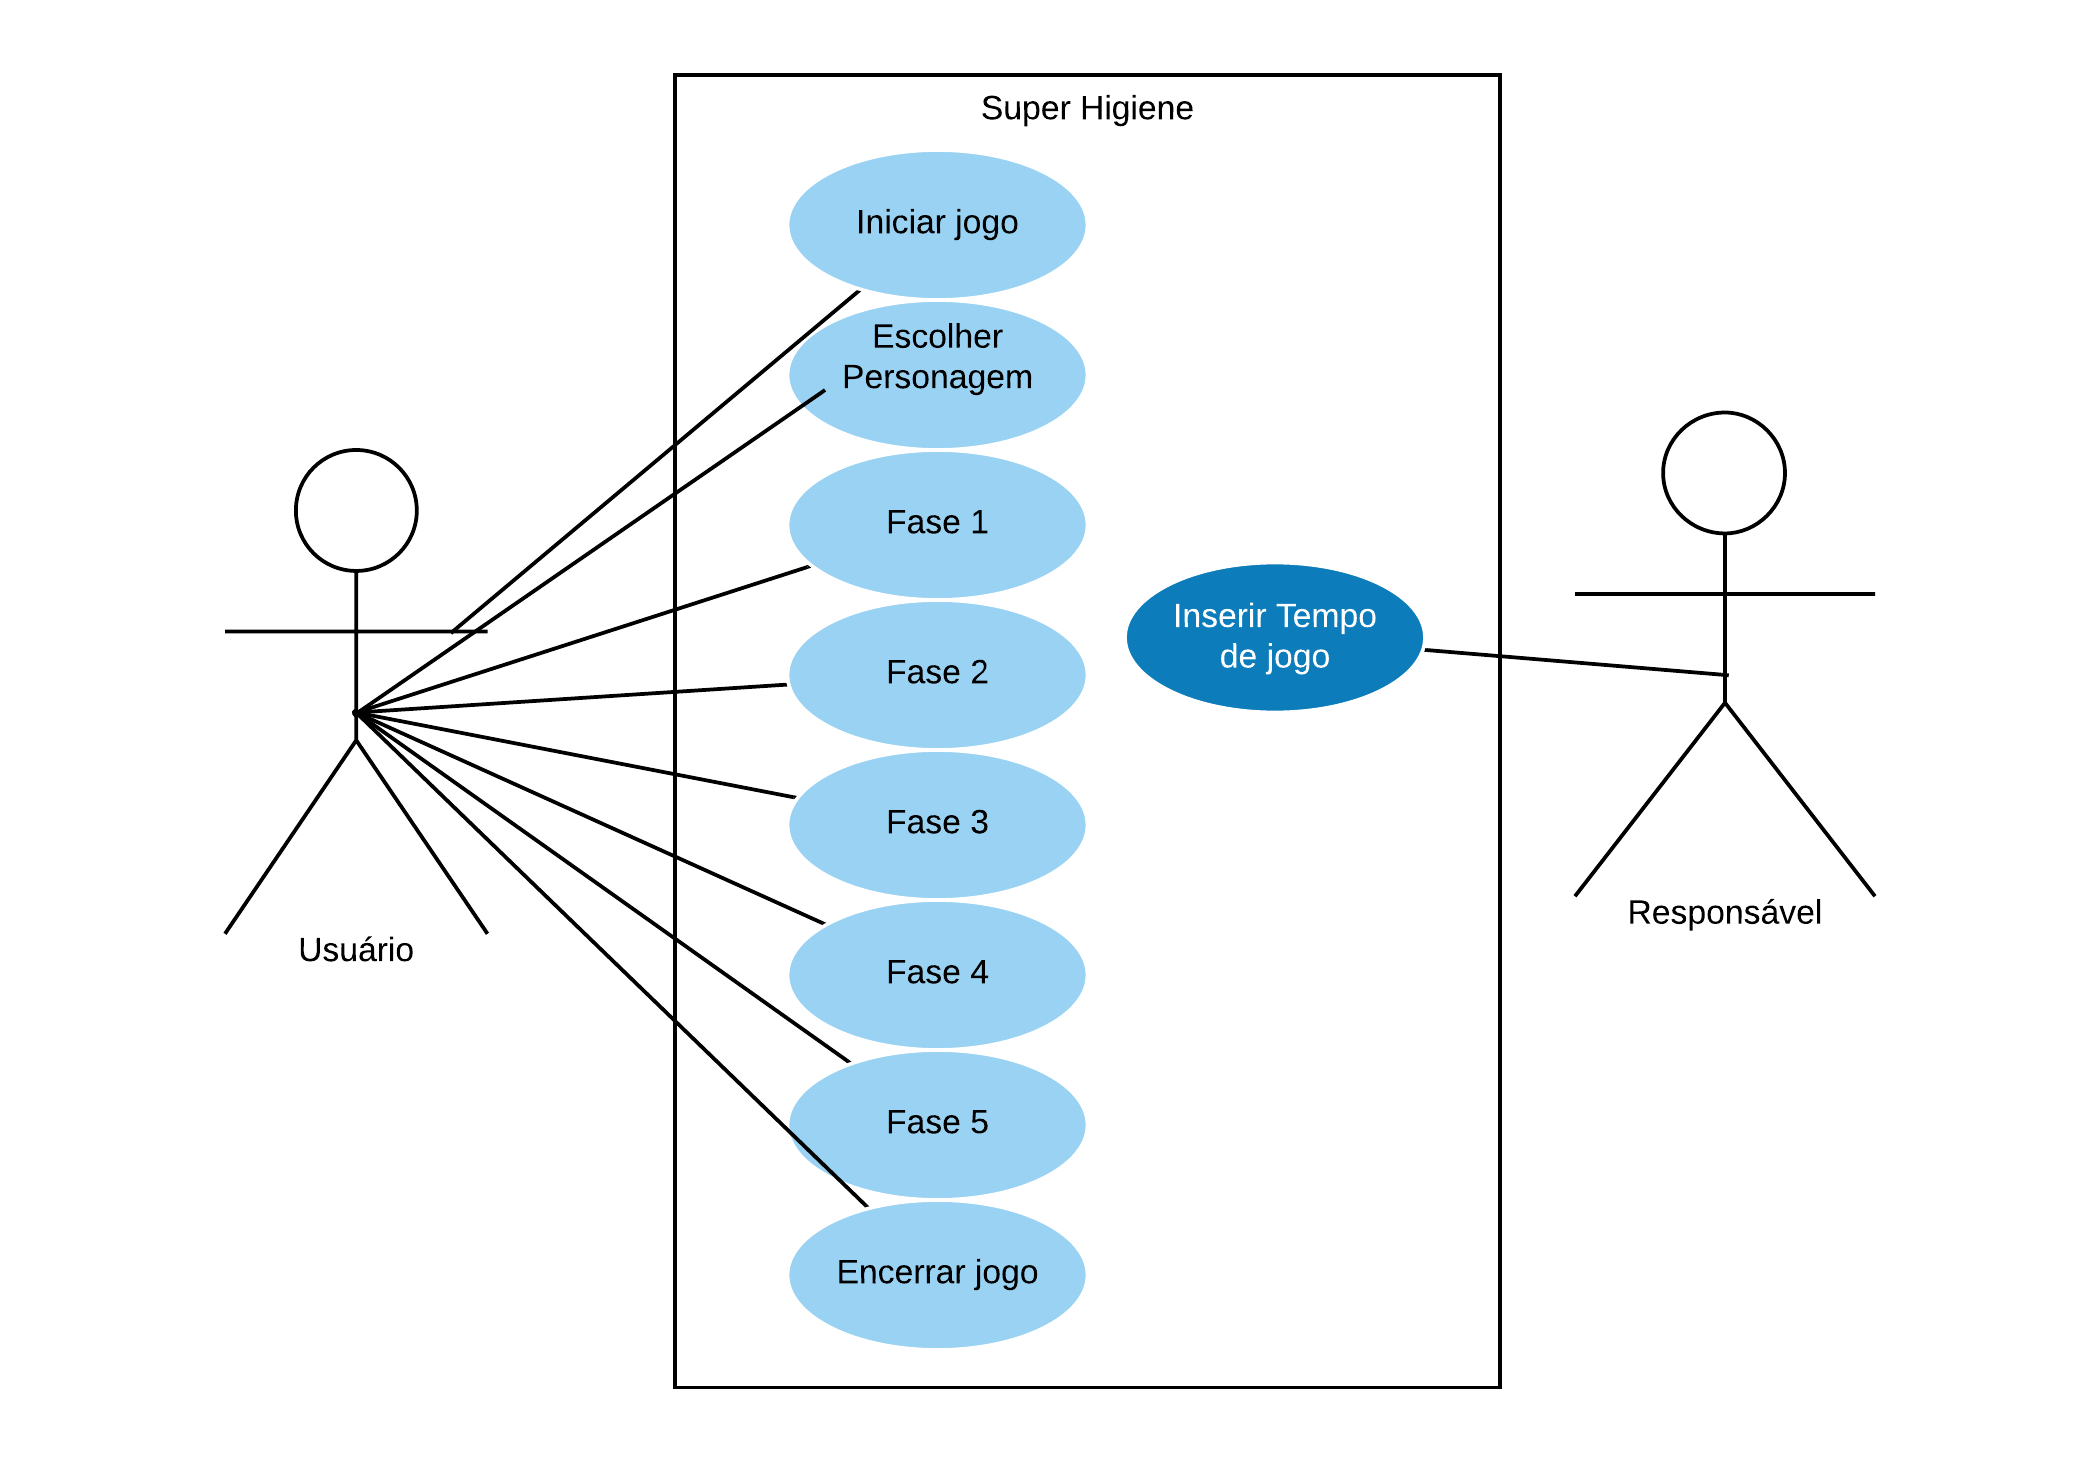 Super Higiene
Iniciar jogo
Escolher
Personagem
Fase 1
Fase 2
Fase 3
Fase 4
Fase 5
Encerrar jogo
Inserir Tempo
de jogo
Usuário
Responsável